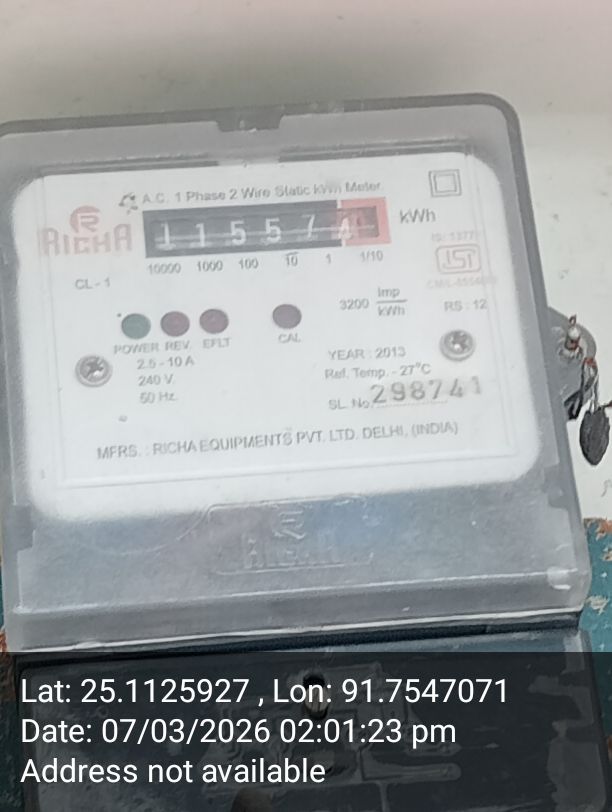 A.C. 1 Phase 2 Wire Static kWh Meter
RICHA
1 1 5 5 7
kWh
10000 1000 100 10 1 1/10
CL-1
ISI
3200 Imp/kWh
RS: 12
POWER REV. EFLT CAL
2.5 - 10 A
240 V.
50 Hz.
YEAR : 2013
Ref. Temp. - 27°C
SL. No. 298741
MFRS. : RICHA EQUIPMENTS PVT. LTD. DELHI, (INDIA)
RICHA
Lat: 25.1125927 , Lon: 91.7547071
Date: 07/03/2026 02:01:23 pm
Address not available